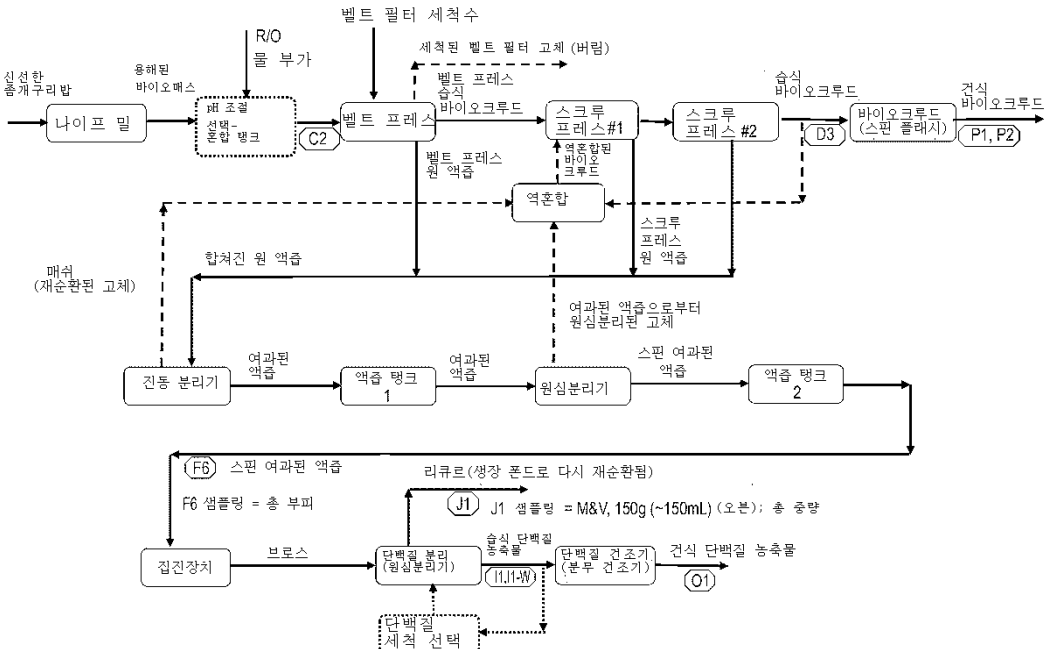 벨트 필터 세척수
R/O
물 부가
세척된 벨트 필터 고체 (버림)
신선한
좀개구리밥
용해된
바이오매스
나이프 밀
pH 조절
선택-
혼합 탱크
C2
벨트 프레스
벨트 프레스
습식
바이오크루드
스크루
프레스#1
스크루
프레스 #2
습식
바이오크루드
D3
바이오크루드
(스핀 플래시)
건식
바이오크루드
P1, P2
벨트 프레스
원 액즙
역혼합된
바이오
크루드
역혼합
스크루
프레스
원 액즙
합쳐진 원 액즙
매쉬
(재순환된 고체)
여과된 액즙으로부터
원심분리된 고체
진동 분리기
여과된
액즙
액즙 탱크
1
여과된
액즙
원심분리기
스핀 여과된
액즙
액즙 탱크
2
F6
스핀 여과된 액즙
F6 샘플링 = 총 부피
리큐르(생장 폰드로 다시 재순환됨)
J1
J1 샘플링 = M&V, 150g (~150mL) (오븐); 총 중량
집진장치
브로스
단백질 분리
(원심분리기)
습식 단백질
농축물
I1,I1-W
단백질 건조기
(분무 건조기)
건식 단백질 농축물
O1
단백질
세척 선택